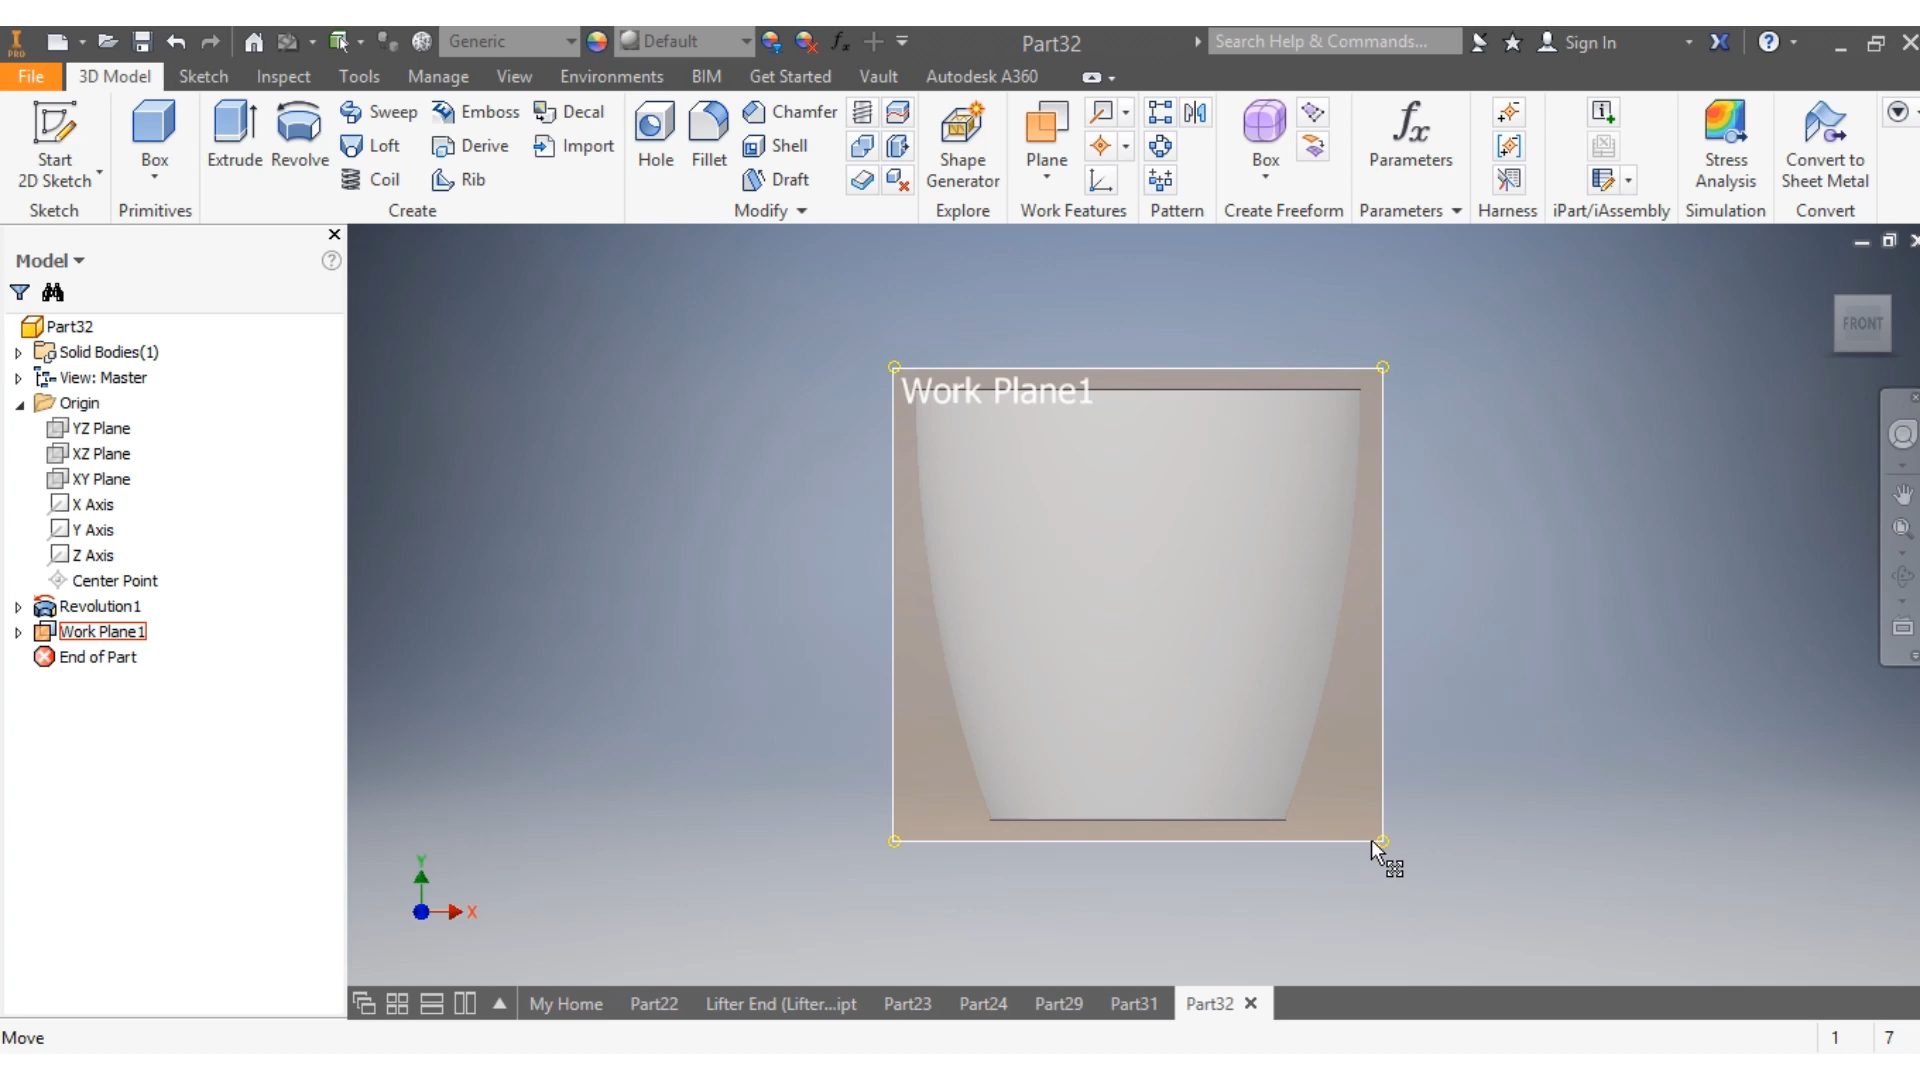 PRO
Generic
Default
fx
Part32
Search Help & Commands...
Sign In
File
3D Model
Sketch
Inspect
Tools
Manage
View
Environments
BIM
Get Started
Vault
Autodesk A360
Start
2D Sketch
Box
Extrude
Revolve
Sweep
Emboss
Decal
Loft
Derive
Import
Coil
Rib
Hole
Fillet
Chamfer
Shell
Draft
Shape
Generator
Plane
Box
fx
Parameters
Stress
Analysis
Convert to
Sheet Metal
Sketch
Primitives
Create
Modify
Explore
Work Features
Pattern
Create Freeform
Parameters
Harness
iPart/iAssembly
Simulation
Convert
Model
Part32
Solid Bodies(1)
View: Master
Origin
YZ Plane
XZ Plane
XY Plane
X Axis
Y Axis
Z Axis
Center Point
Revolution1
Work Plane1
End of Part
Work Plane1
FRONT
Y
X
My Home
Part22
Lifter End (Lifter...ipt
Part23
Part24
Part29
Part31
Part32
Move
1
7